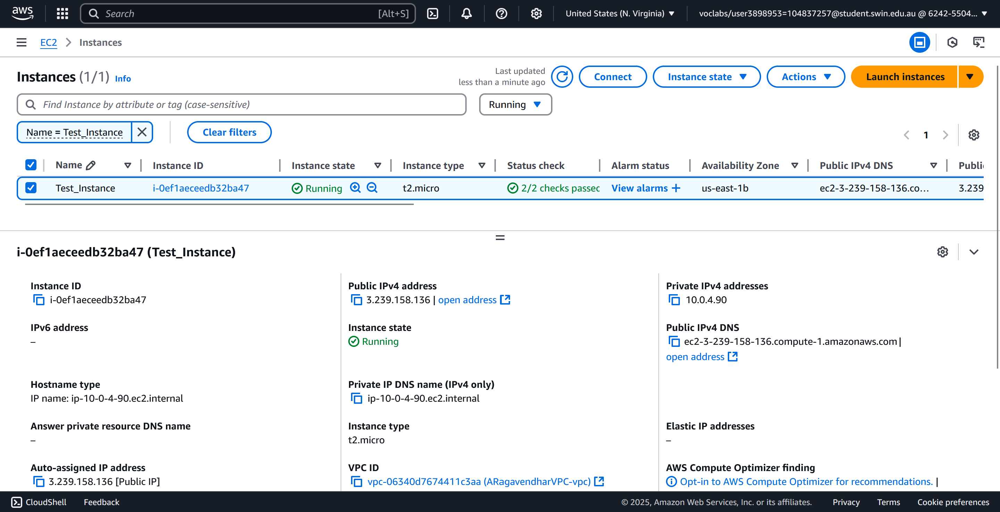 aws
Search [Alt+S]
United States (N. Virginia)
voclabs/user3898953=104837257@student.swin.edu.au @ 6242-5504...
EC2 Instances
Instances (1/1) Info
Last updated
less than a minute ago
Connect
Instance state
Actions
Launch instances
Find Instance by attribute or tag (case-sensitive)
Running
Name = Test_Instance
Clear filters
1
Name Instance ID Instance state Instance type Status check Alarm status Availability Zone Public IPv4 DNS Publi
Test_Instance i-0ef1aeceedb32ba47 Running t2.micro 2/2 checks passec View alarms + us-east-1b ec2-3-239-158-136.co... 3.239
i-0ef1aeceedb32ba47 (Test_Instance)
Instance ID
i-0ef1aeceedb32ba47
Public IPv4 address
3.239.158.136 | open address
Private IPv4 addresses
10.0.4.90
IPv6 address
–
Instance state
Running
Public IPv4 DNS
ec2-3-239-158-136.compute-1.amazonaws.com |
open address
Hostname type
IP name: ip-10-0-4-90.ec2.internal
Private IP DNS name (IPv4 only)
ip-10-0-4-90.ec2.internal
Answer private resource DNS name
–
Instance type
t2.micro
Elastic IP addresses
–
Auto-assigned IP address
3.239.158.136 [Public IP]
VPC ID
vpc-06340d7674411c3aa (ARagavendharVPC-vpc)
AWS Compute Optimizer finding
Opt-in to AWS Compute Optimizer for recommendations. |
CloudShell Feedback
© 2025, Amazon Web Services, Inc. or its affiliates. Privacy Terms Cookie preferences